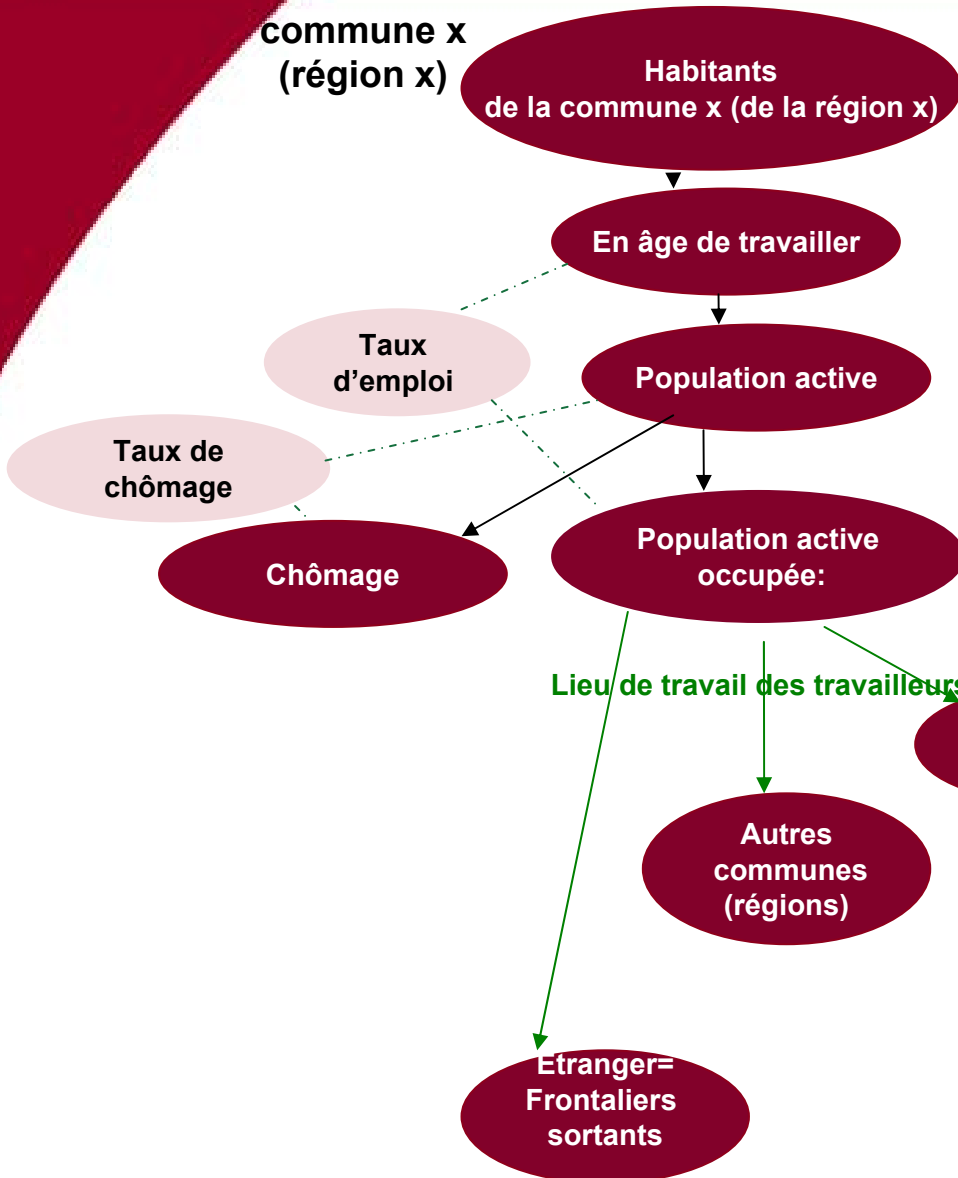 commune x
(région x)
Habitants
de la commune x (de la région x)
En âge de travailler
Taux
d’emploi
Population active
Taux de
chômage
Chômage
Population active
occupée:
Lieu de travail des travailleurs
Autres
communes
(régions)
Etranger=
Frontaliers
sortants